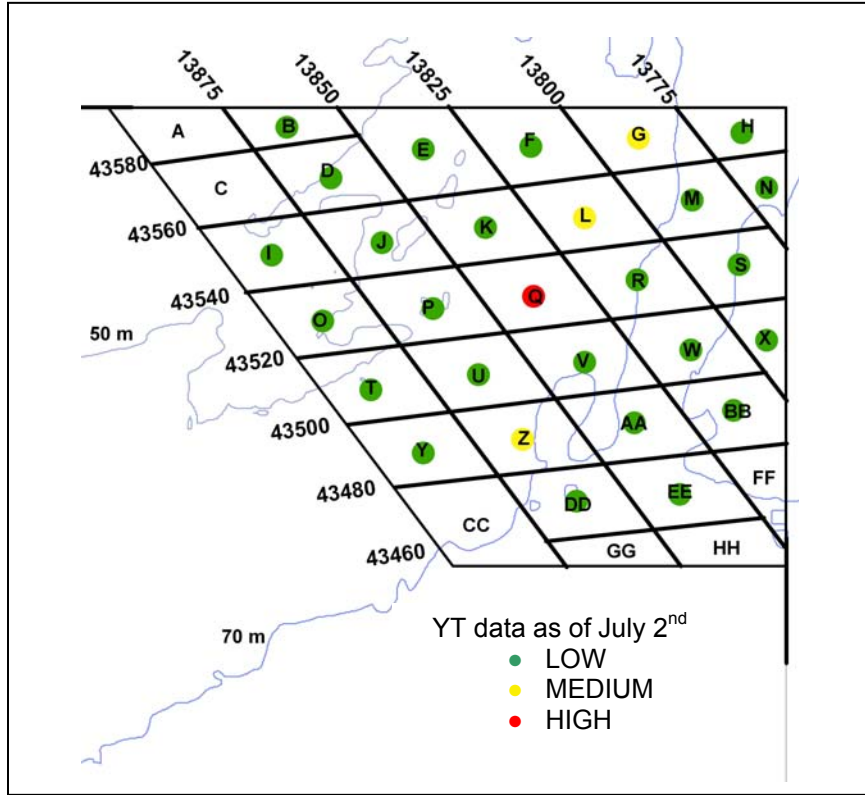 13875
13850
13825
13800
13775
A
B
E
F
G
H
43580
C
D
J
K
L
M
N
43560
I
P
Q
R
S
43540
O
50 m
U
V
W
X
43520
T
Z
AA
BB
43500
Y
DD
EE
FF
43480
CC
GG
HH
43460
70 m
YT data as of July 2nd
LOW
MEDIUM
HIGH